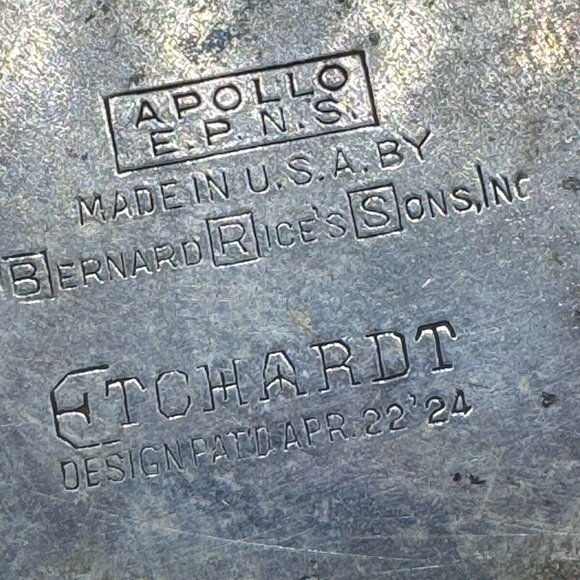 APOLLO
E.P.N.S.
MADE IN U.S.A. BY
BERNARD RICE'S SONS, INC
ETCHARDT
DESIGN PAT'D. APR. 22'24